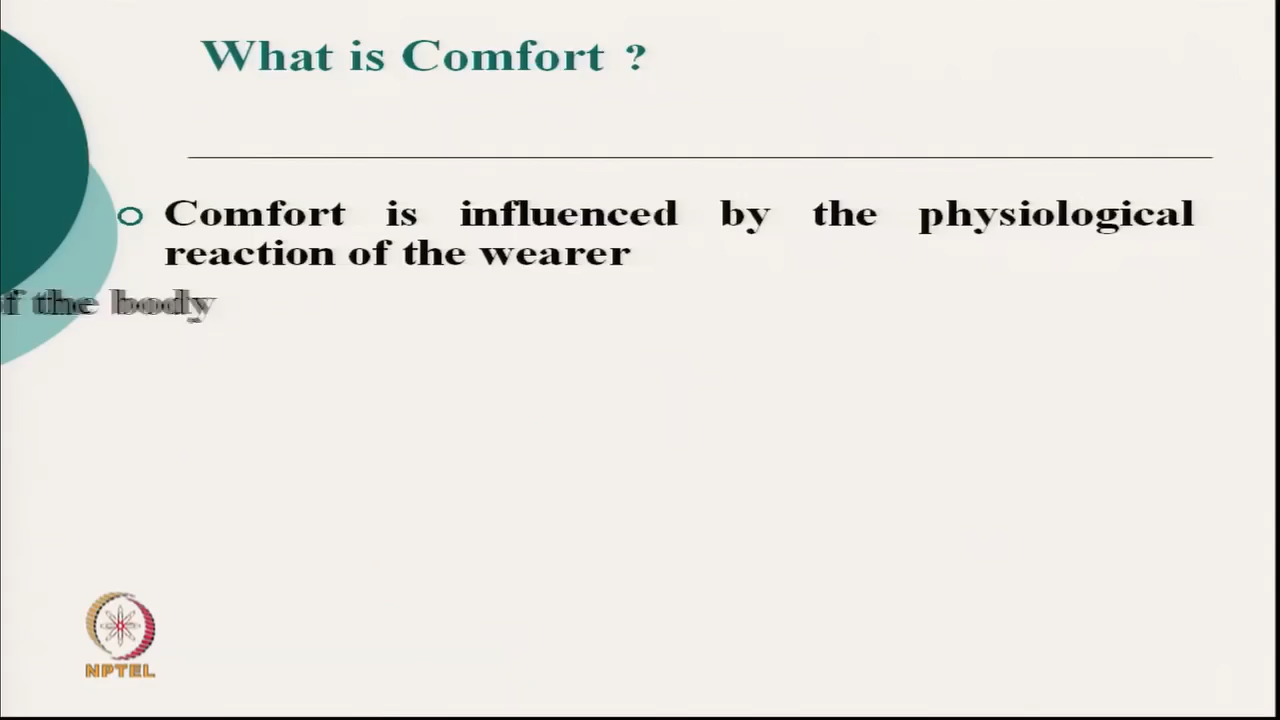 What is Comfort ?
Comfort is influenced by the physiological
reaction of the wearer
the body
NPTEL